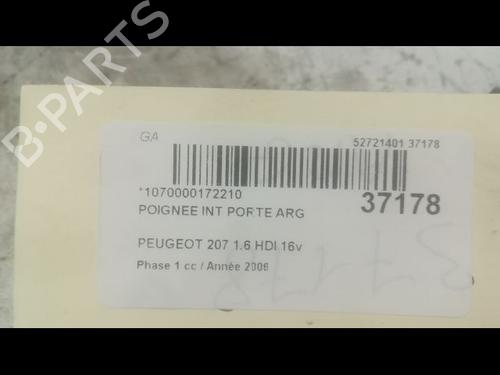 B-PARTS
GA
52721401 37178
*1070000172210
POIGNEE INT PORTE ARG
37178
PEUGEOT 207 1.6 HDI 16v
Phase 1 cc / Année 2006
37178